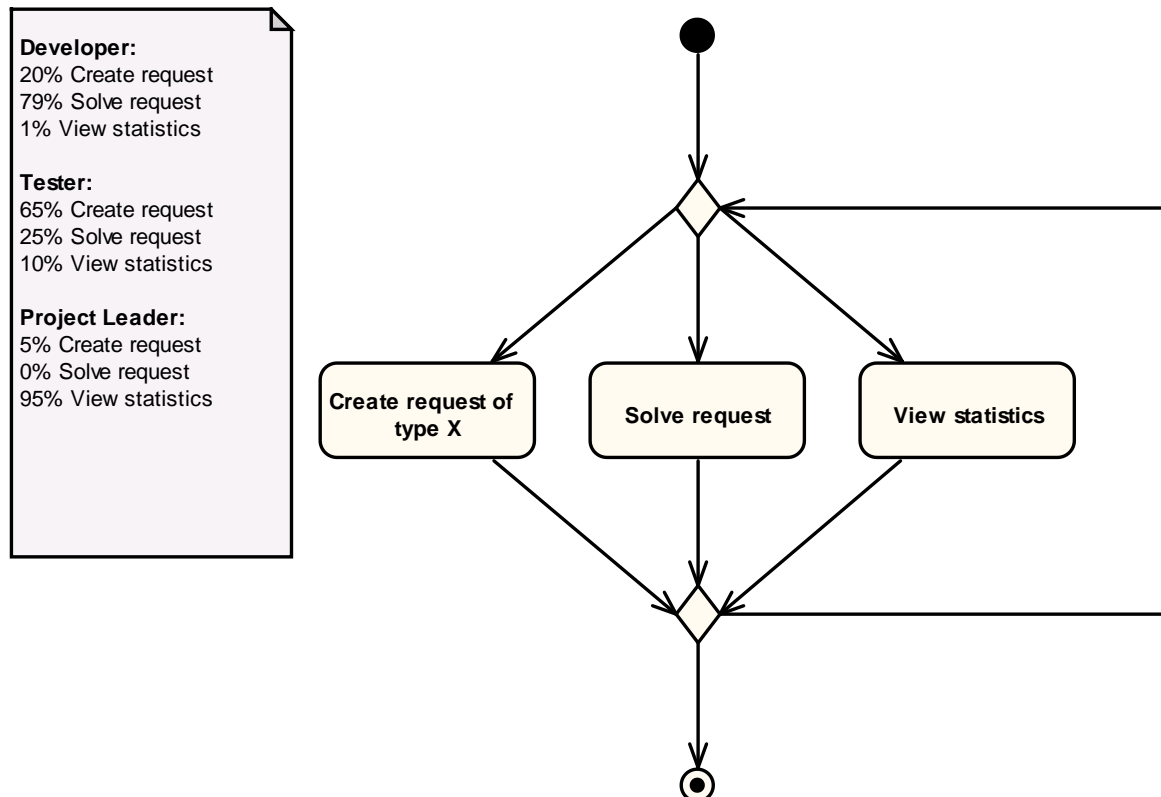 Developer:
20% Create request
79% Solve request
1% View statistics
Tester:
65% Create request
25% Solve request
10% View statistics
Project Leader:
5% Create request
0% Solve request
95% View statistics
Create request of
type X
Solve request
View statistics